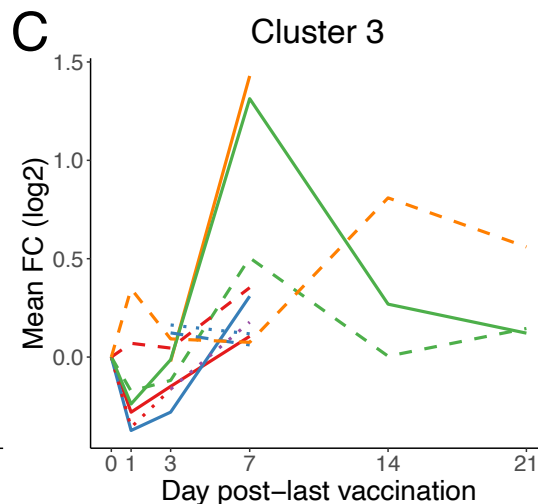 C
Cluster 3
Mean FC (log2)
1.5
1.0
0.5
0.0
0 1 3 7 14 21
Day post−last vaccination